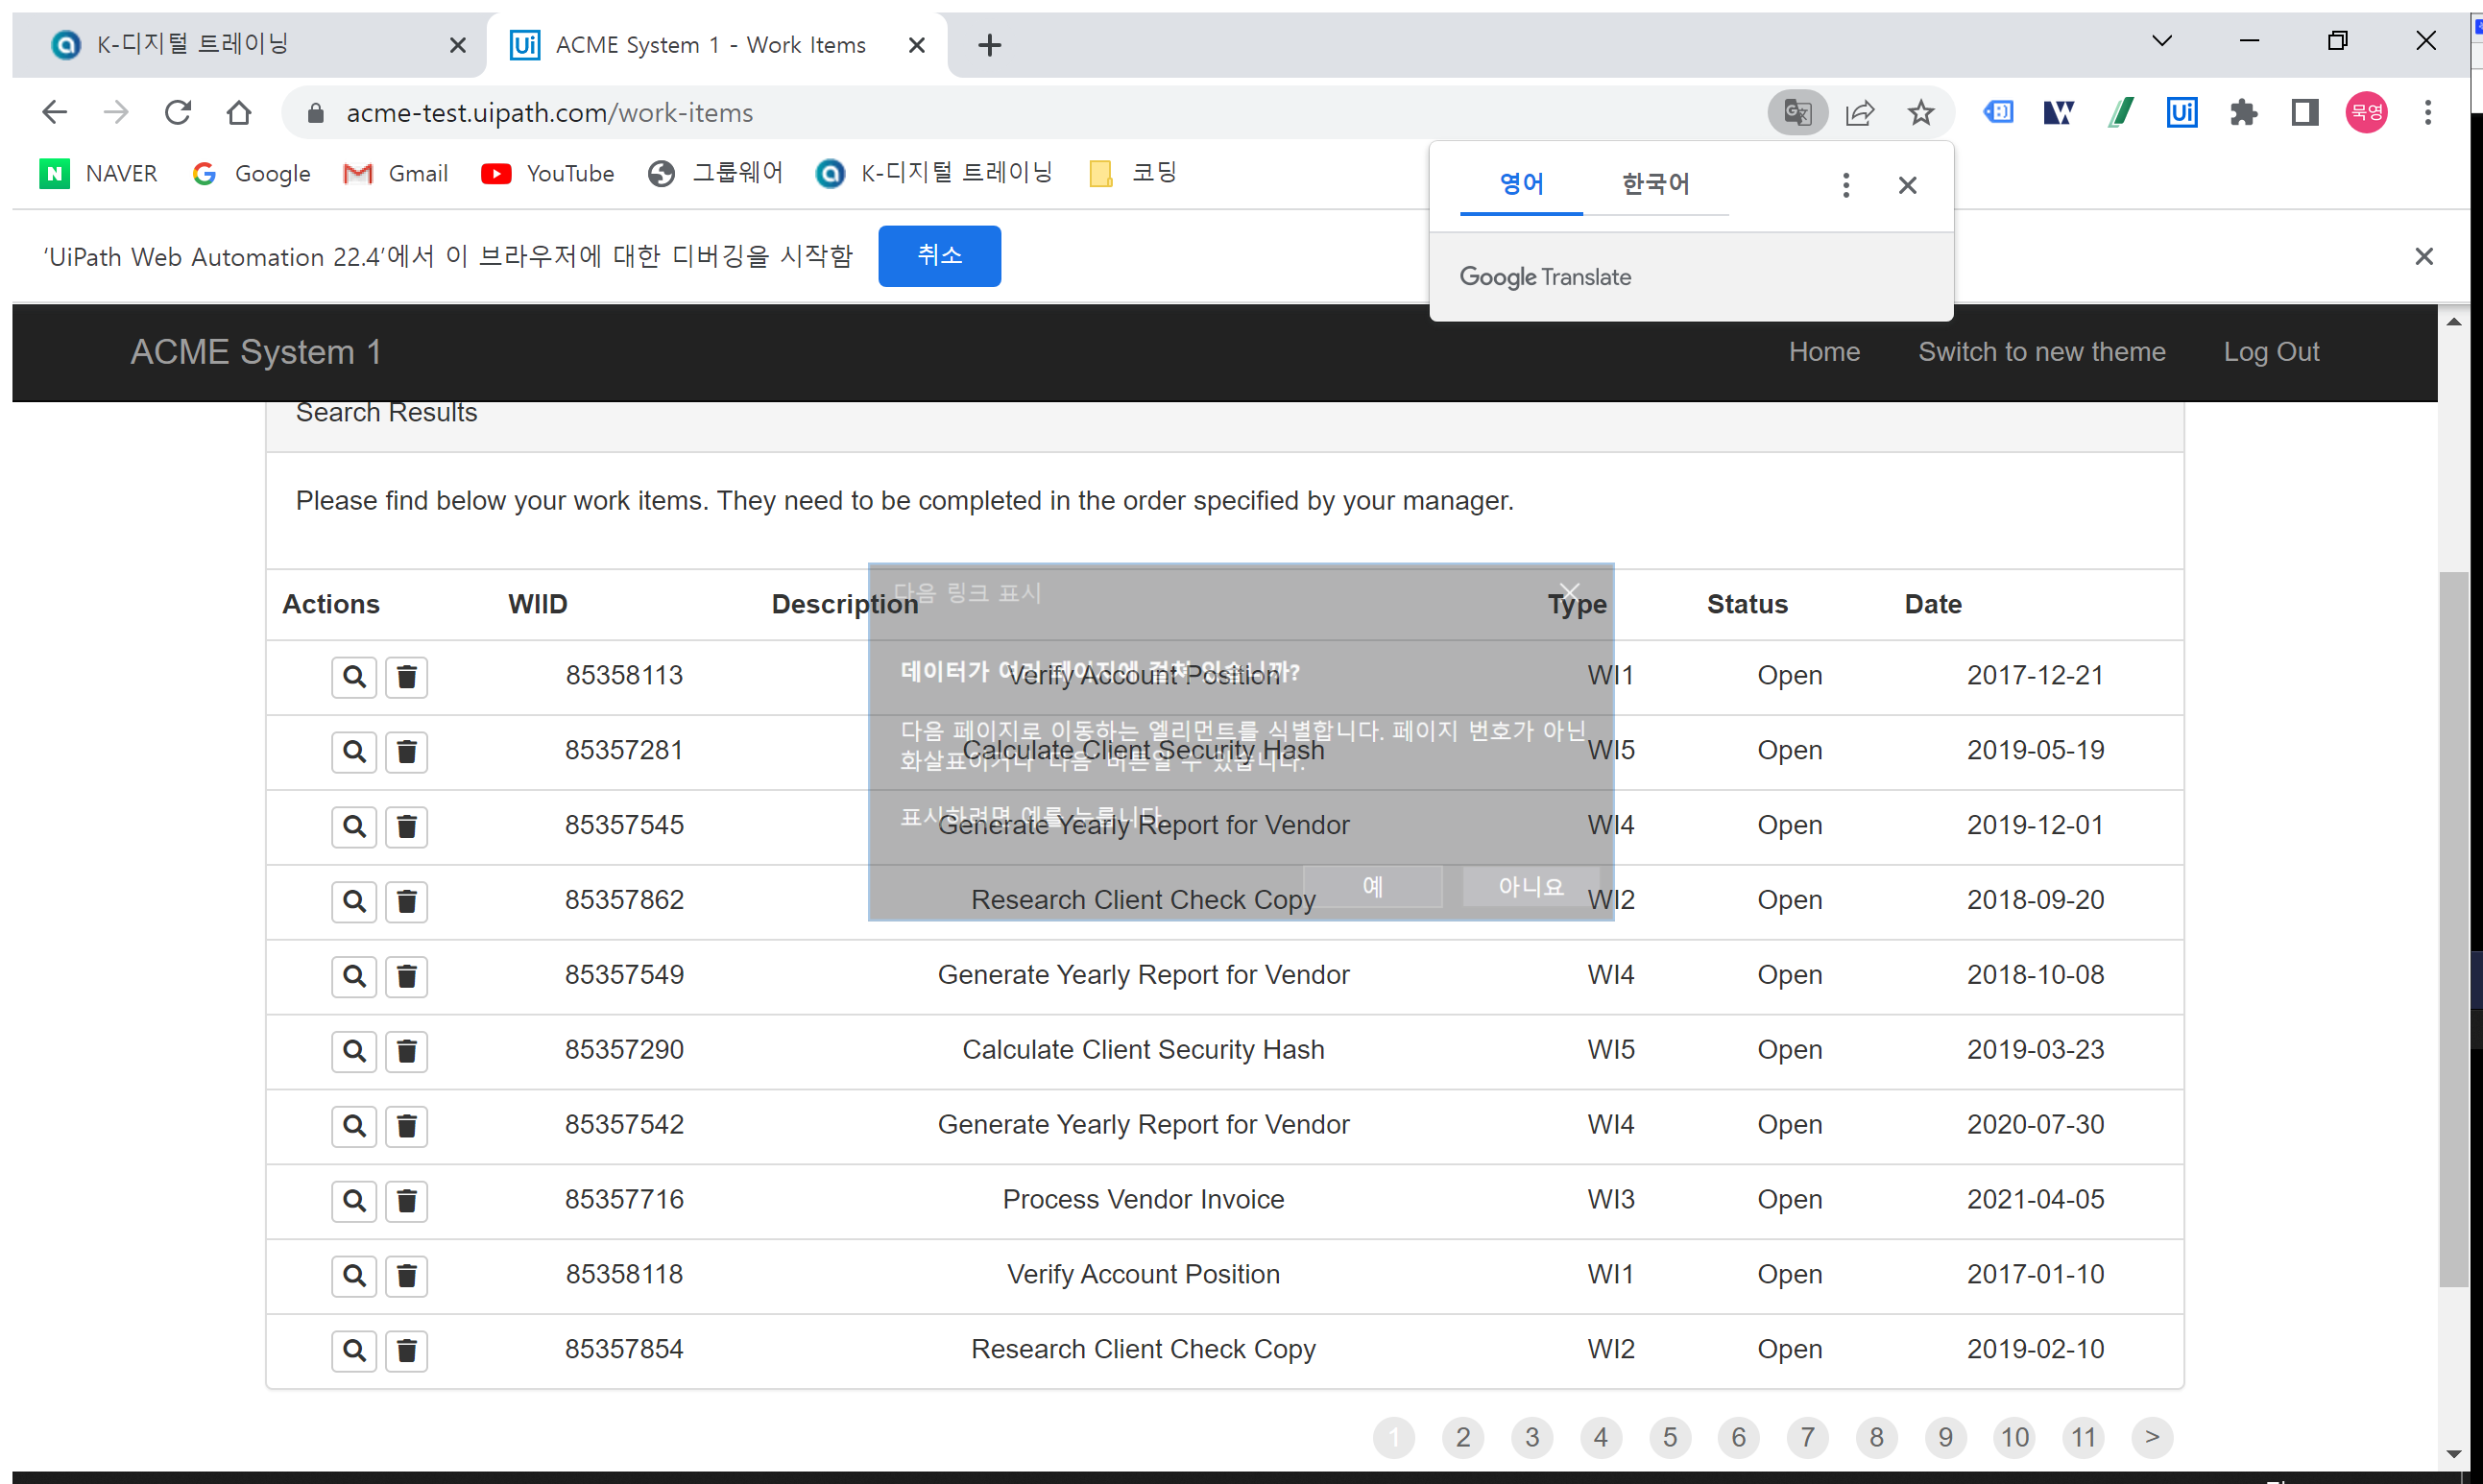 K-디지털 트레이닝
Ui ACME System 1 - Work Items
acme-test.uipath.com/work-items
Ui 묵영
N NAVER Google Gmail YouTube 그룹웨어 K-디지털 트레이닝 코딩
영어 한국어
Google Translate
'UiPath Web Automation 22.4'에서 이 브라우저에 대한 디버깅을 시작함 취소
ACME System 1 Home Switch to new theme Log Out
Search Results
Please find below your work items. They need to be completed in the order specified by your manager.
다음 링크 표시
Actions WIID Description Type Status Date
데이터가 여러 페이지에 걸쳐 있습니까?
85358113 Verify Account Position WI1 Open 2017-12-21
다음 페이지로 이동하는 엘리먼트를 식별합니다. 페이지 번호가 아닌
화살표이거나 '다음' 버튼일 수 있습니다.
85357281 Calculate Client Security Hash WI5 Open 2019-05-19
표시하려면 예를 누릅니다.
85357545 Generate Yearly Report for Vendor WI4 Open 2019-12-01
예 아니요
85357862 Research Client Check Copy WI2 Open 2018-09-20
85357549 Generate Yearly Report for Vendor WI4 Open 2018-10-08
85357290 Calculate Client Security Hash WI5 Open 2019-03-23
85357542 Generate Yearly Report for Vendor WI4 Open 2020-07-30
85357716 Process Vendor Invoice WI3 Open 2021-04-05
85358118 Verify Account Position WI1 Open 2017-01-10
85357854 Research Client Check Copy WI2 Open 2019-02-10
1 2 3 4 5 6 7 8 9 10 11 >